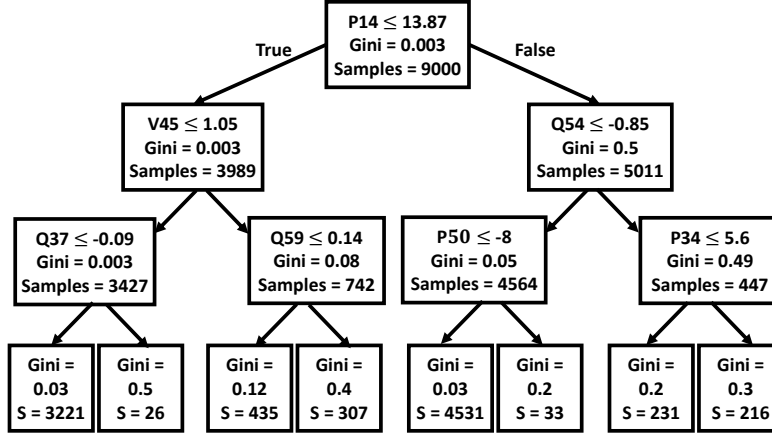 P14 ≤ 13.87
Gini = 0.003
Samples = 9000
True
False
V45 ≤ 1.05
Gini = 0.003
Samples = 3989
Q54 ≤ -0.85
Gini = 0.5
Samples = 5011
Q37 ≤ -0.09
Gini = 0.003
Samples = 3427
Q59 ≤ 0.14
Gini = 0.08
Samples = 742
P50 ≤ -8
Gini = 0.05
Samples = 4564
P34 ≤ 5.6
Gini = 0.49
Samples = 447
Gini =
0.03
S = 3221
Gini =
0.5
S = 26
Gini =
0.12
S = 435
Gini =
0.4
S = 307
Gini =
0.03
S = 4531
Gini =
0.2
S = 33
Gini =
0.2
S = 231
Gini =
0.3
S = 216